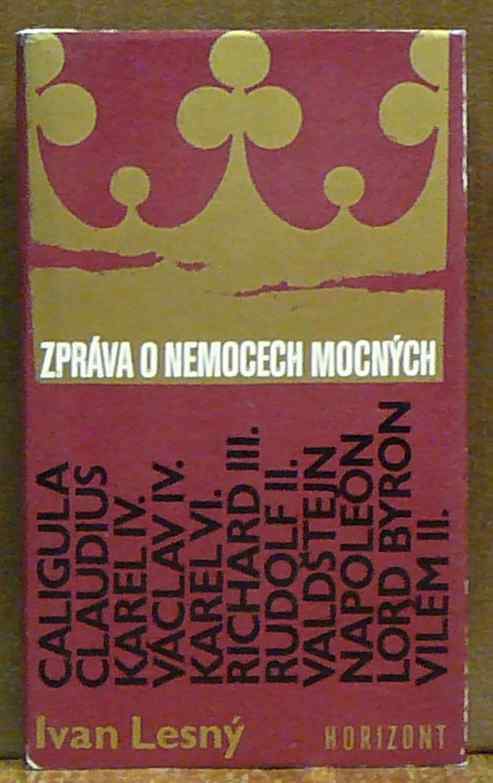 ZPRÁVA O NEMOCECH MOCNÝCH
CALIGULA
CLAUDIUS
KAREL IV.
VÁCLAV IV.
KAREL VI.
RICHARD III.
RUDOLF II.
VALDŠTEJN
NAPOLEON
LORD BYRON
VILÉM II.
Ivan Lesný
HORIZONT